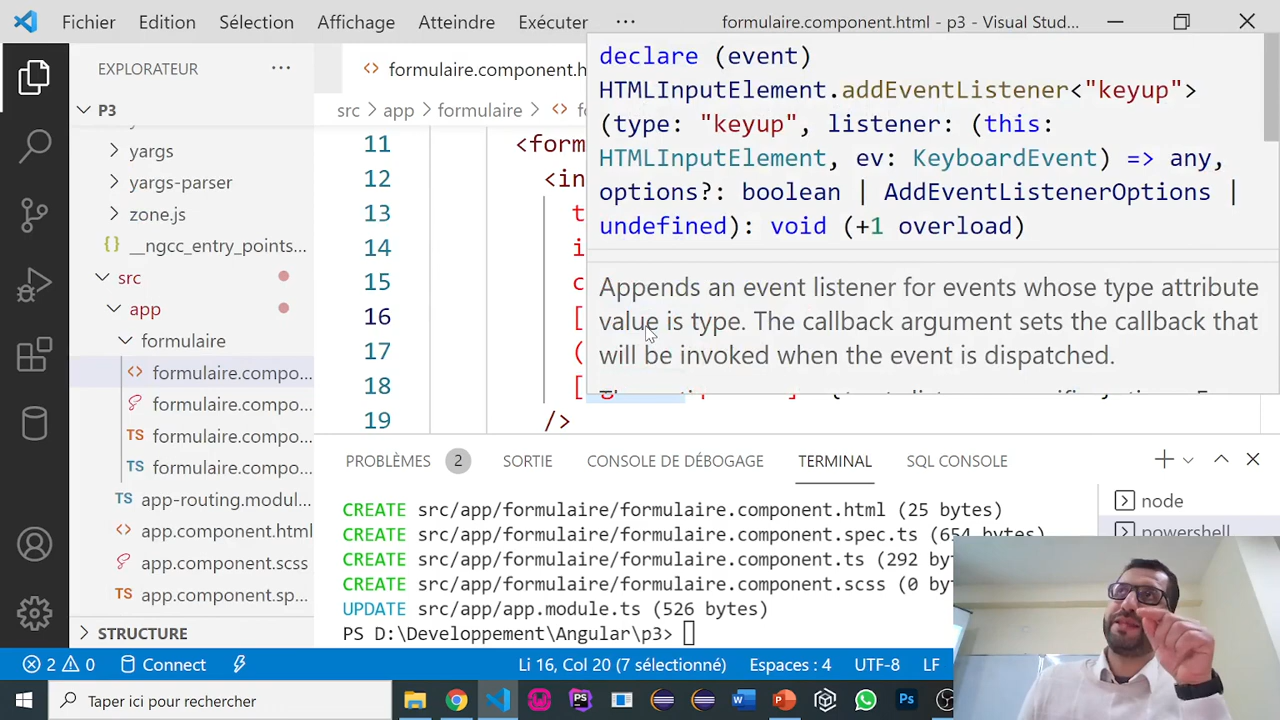 Fichier Edition Sélection Affichage Atteindre Exécuter ··· formulaire.component.html - p3 - Visual Stud...
EXPLORATEUR ···
formulaire.component.h
P3
src > app > formulaire >
yargs
yargs-parser
zone.js
__ngcc_entry_points...
src
app
formulaire
formulaire.compo...
formulaire.compo...
formulaire.compo...
formulaire.compo...
app-routing.modul...
app.component.html
app.component.scss
app.component.sp...
STRUCTURE
11 <form
12 <in
13 t
14 i
15 c
16 [
17 (
18 [
19 />
declare (event)
HTMLInputElement.addEventListener<"keyup">
(type: "keyup", listener: (this:
HTMLInputElement, ev: KeyboardEvent) => any,
options?: boolean | AddEventListenerOptions |
undefined): void (+1 overload)
Appends an event listener for events whose type attribute
value is type. The callback argument sets the callback that
will be invoked when the event is dispatched.
PROBLÈMES 2 SORTIE CONSOLE DE DÉBOGAGE TERMINAL SQL CONSOLE
CREATE src/app/formulaire/formulaire.component.html (25 bytes)
CREATE src/app/formulaire/formulaire.component.spec.ts (654 bytes)
CREATE src/app/formulaire/formulaire.component.ts (292 by
CREATE src/app/formulaire/formulaire.component.scss (0 b
UPDATE src/app/app.module.ts (526 bytes)
PS D:\Developpement\Angular\p3>
node
powershell
2 0 Connect Li 16, Col 20 (7 sélectionné) Espaces : 4 UTF-8 LF
Taper ici pour rechercher